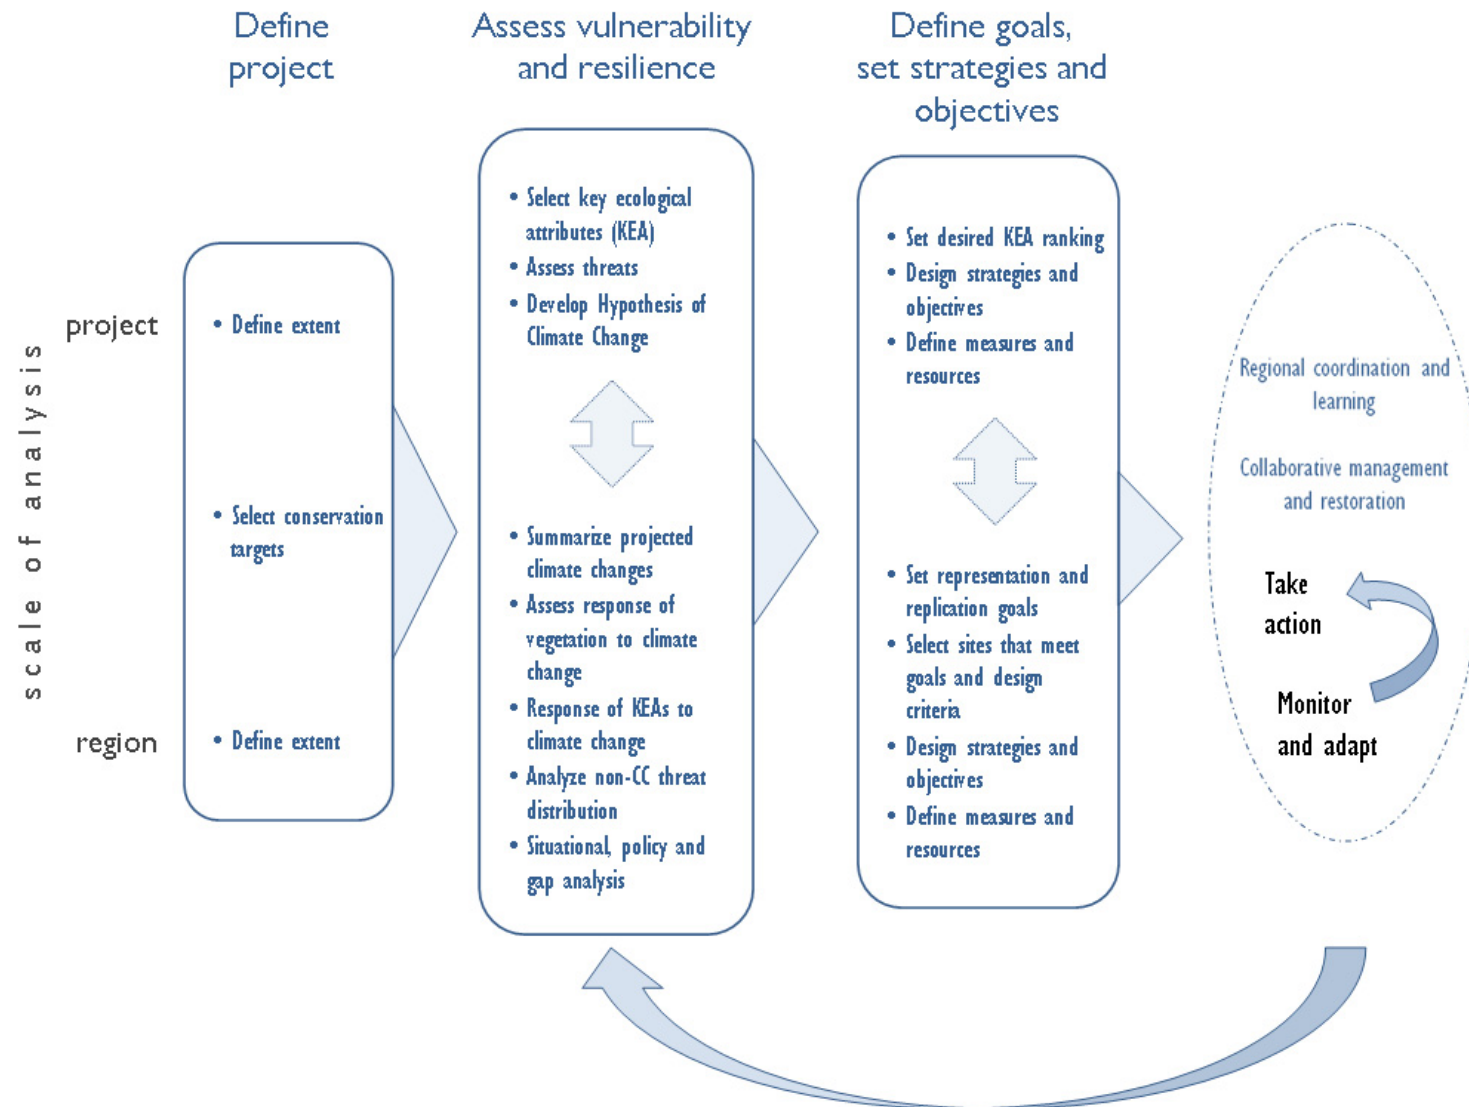 Define
project
Assess vulnerability
and resilience
Define goals,
set strategies and
objectives
scale of analysis
project
region
• Define extent
• Select conservation
targets
• Define extent
• Select key ecological
attributes (KEA)
• Assess threats
• Develop Hypothesis of
Climate Change
• Summarize projected
climate changes
• Assess response of
vegetation to climate
change
• Response of KEAs to
climate change
• Analyze non-CC threat
distribution
• Situational, policy and
gap analysis
• Set desired KEA ranking
• Design strategies and
objectives
• Define measures and
resources
• Set representation and
replication goals
• Select sites that meet
goals and design
criteria
• Design strategies and
objectives
• Define measures and
resources
Regional coordination and
learning
Collaborative management
and restoration
Take
action
Monitor
and adapt